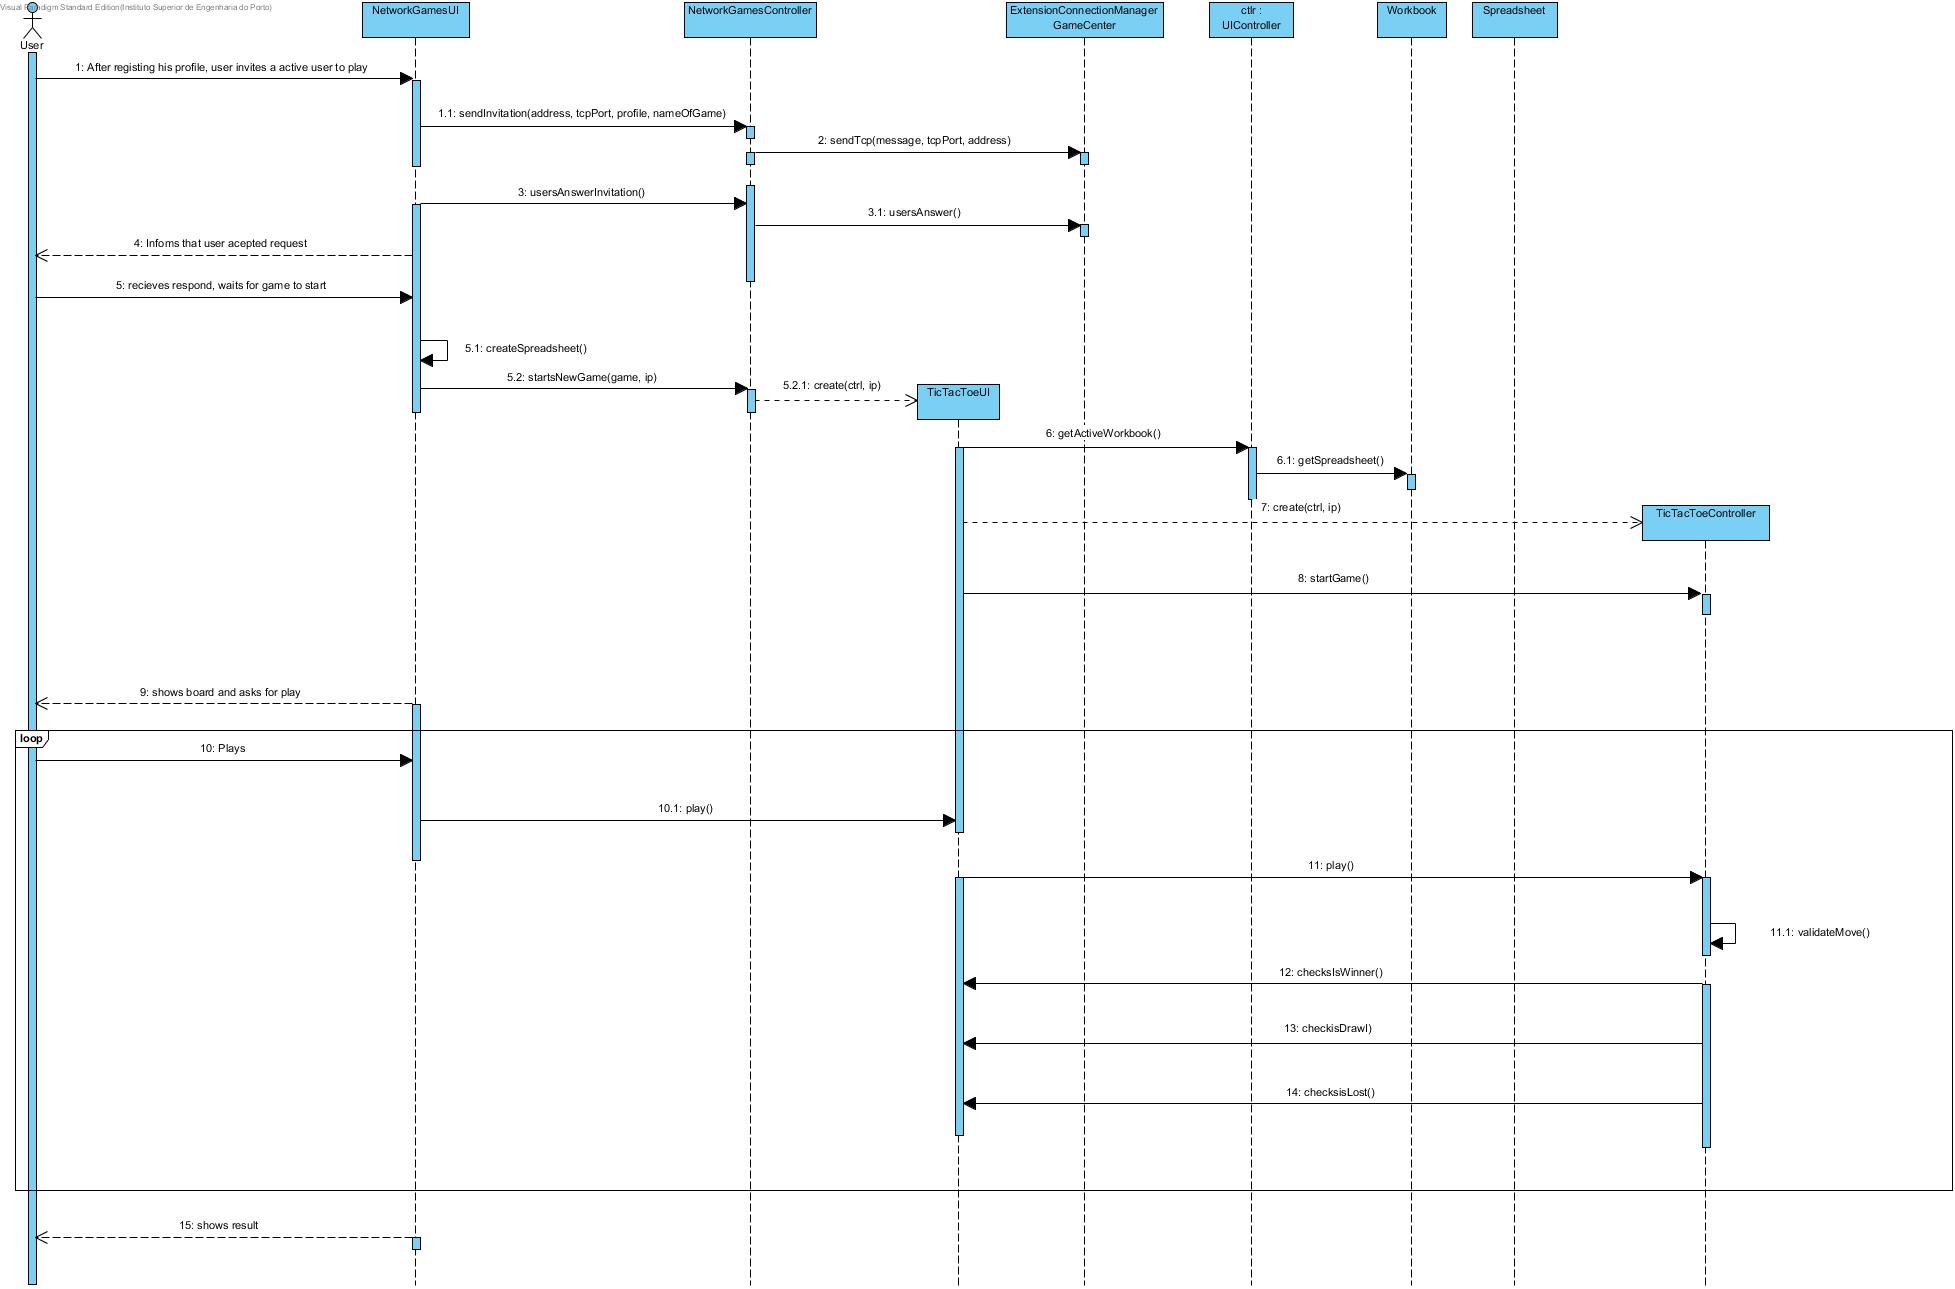 Visual Paradigm Standard Edition(Instituto Superior de Engenharia do Porto)
User
NetworkGamesUI
NetworkGamesController
ExtensionConnectionManager
GameCenter
ctlr :
UIController
Workbook
Spreadsheet
1: After registing his profile, user invites a active user to play
1.1: sendInvitation(address, tcpPort, profile, nameOfGame)
2: sendTcp(message, tcpPort, address)
3: usersAnswerInvitation()
3.1: usersAnswer()
4: Infoms that user acepted request
5: recieves respond, waits for game to start
5.1: createSpreadsheet()
5.2: startsNewGame(game, ip)
5.2.1: create(ctrl, ip)
TicTacToeUI
6: getActiveWorkbook()
6.1: getSpreadsheet()
7: create(ctrl, ip)
TicTacToeController
8: startGame()
9: shows board and asks for play
loop
10: Plays
10.1: play()
11: play()
11.1: validateMove()
12: checksIsWinner()
13: checkisDrawl)
14: checksisLost()
15: shows result